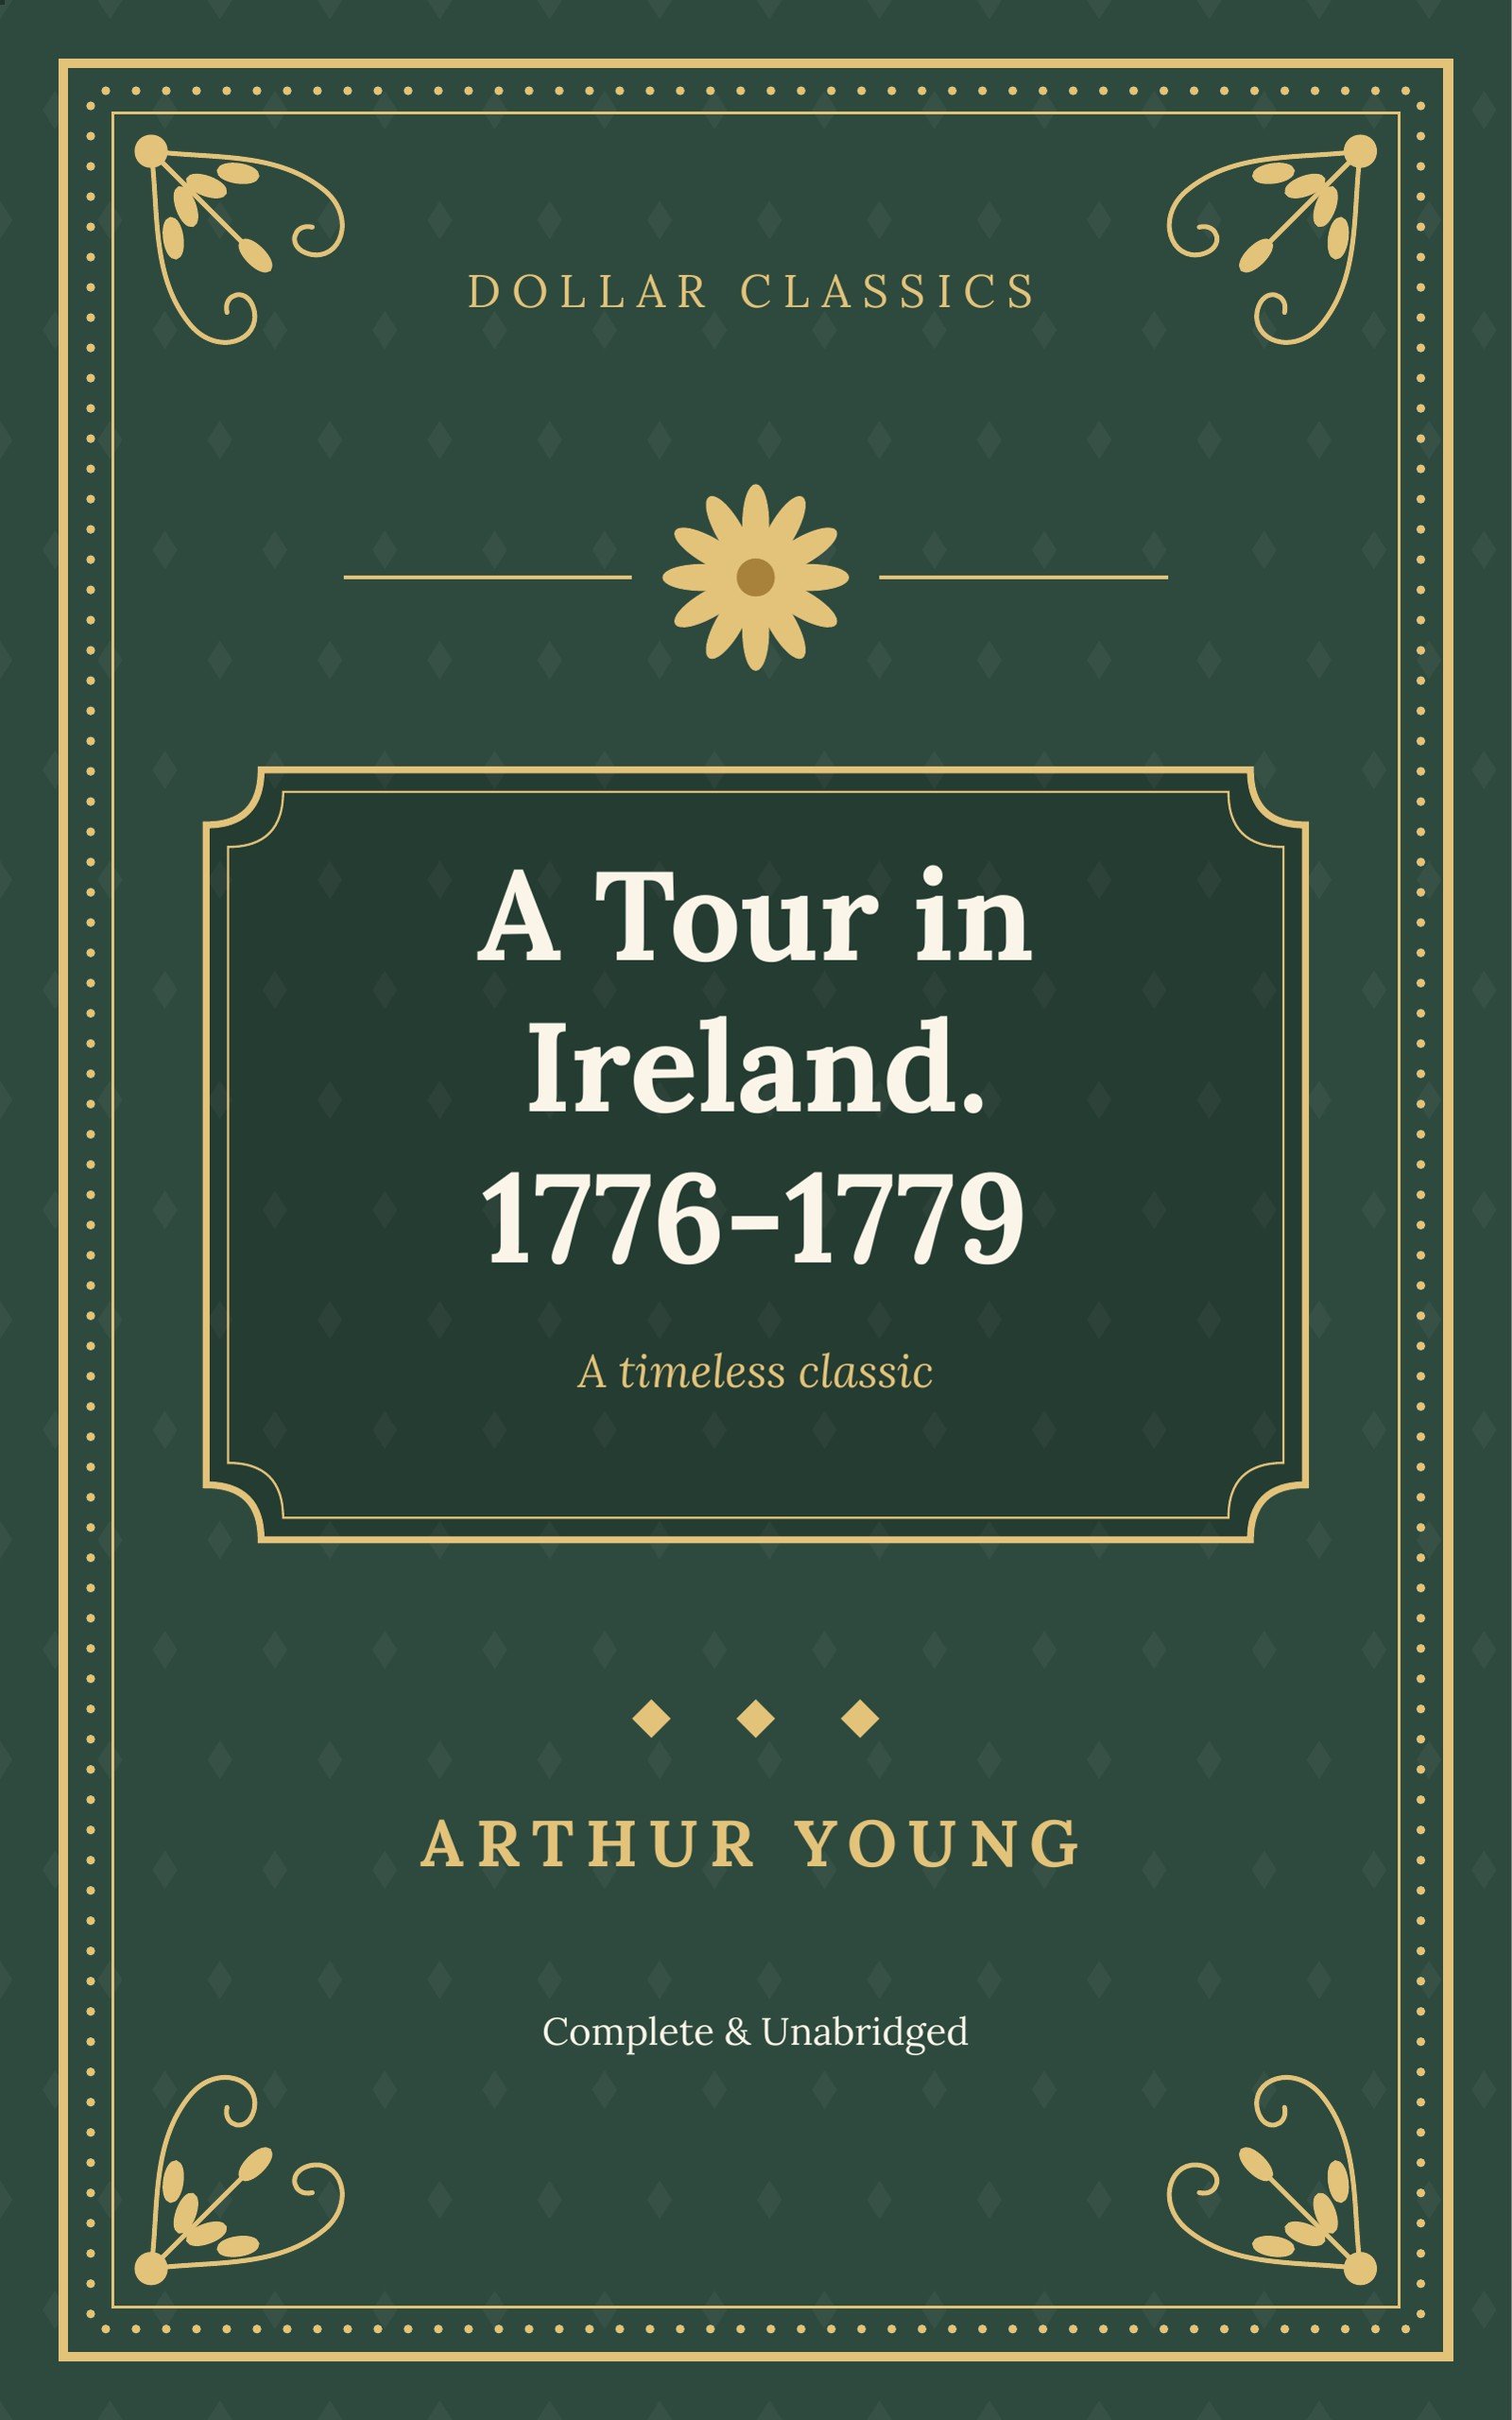 DOLLAR CLASSICS
A Tour in
Ireland.
1776–1779
A timeless classic
ARTHUR YOUNG
Complete & Unabridged